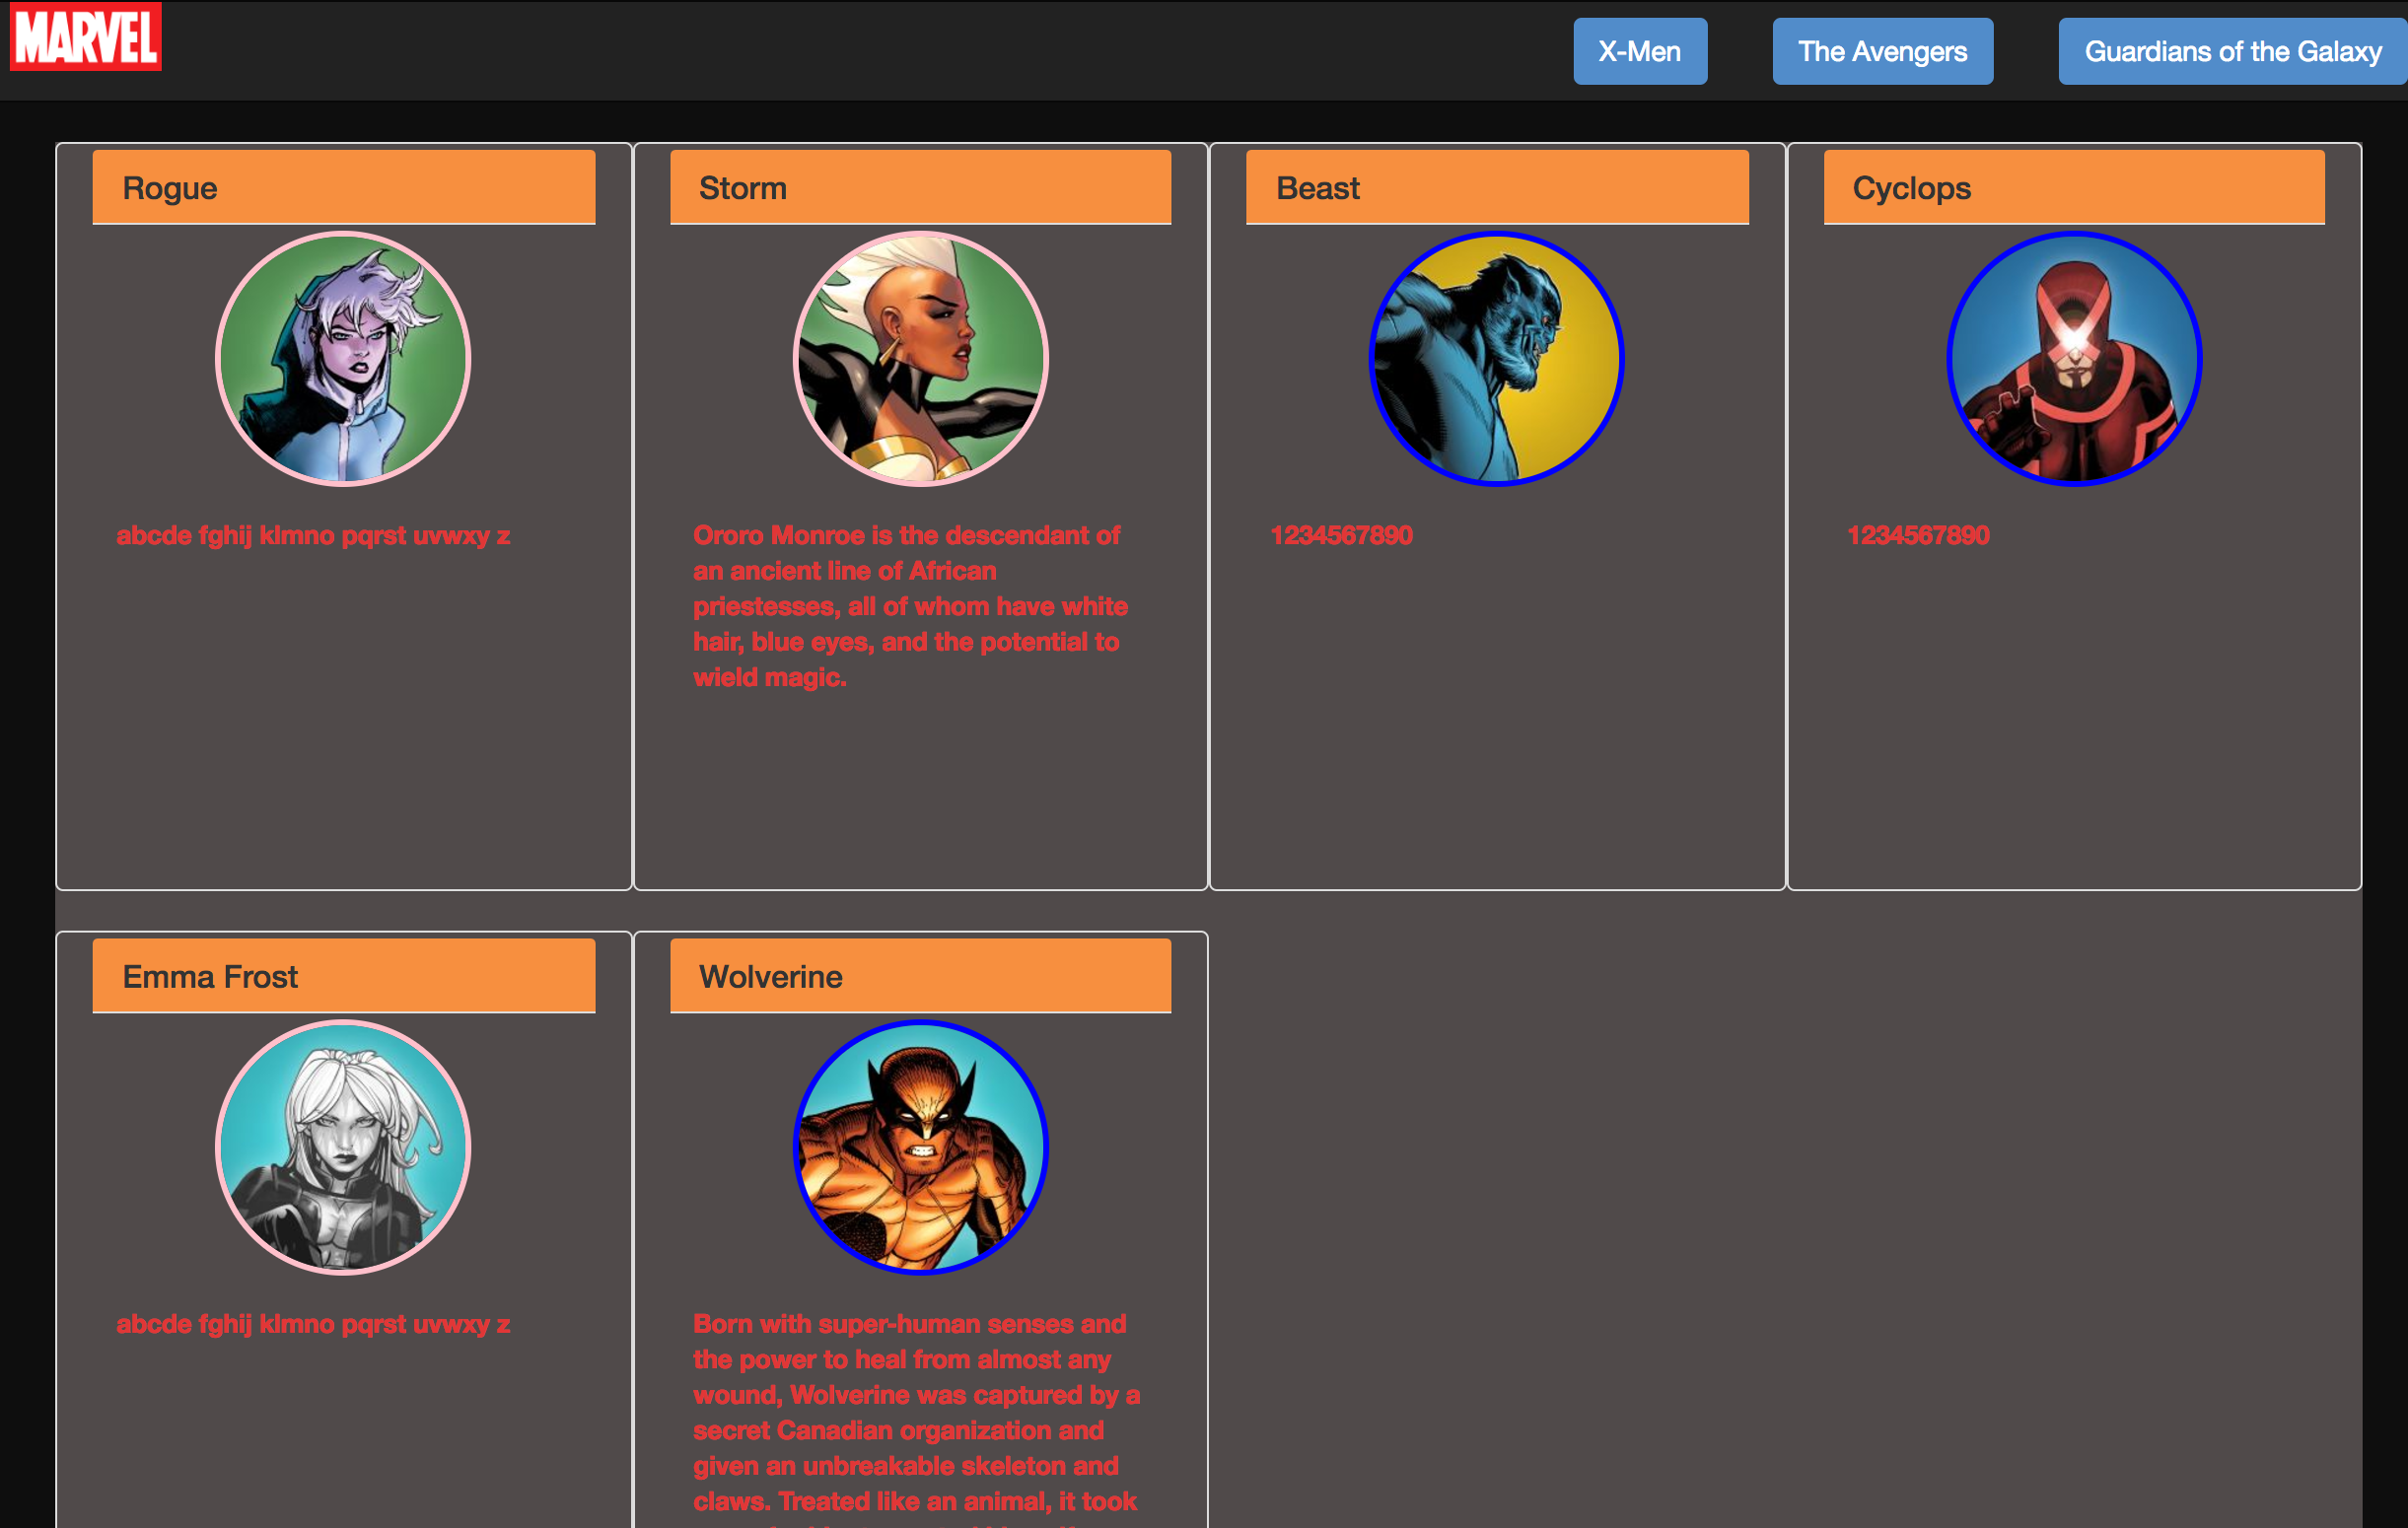 MARVEL
X-Men
The Avengers
Guardians of the Galaxy
Rogue
abcde fghij klmno pqrst uvwxy z
Storm
Ororo Monroe is the descendant of
an ancient line of African
priestesses, all of whom have white
hair, blue eyes, and the potential to
wield magic.
Beast
1234567890
Cyclops
1234567890
Emma Frost
abcde fghij klmno pqrst uvwxy z
Wolverine
Born with super-human senses and
the power to heal from almost any
wound, Wolverine was captured by a
secret Canadian organization and
given an unbreakable skeleton and
claws. Treated like an animal, it took